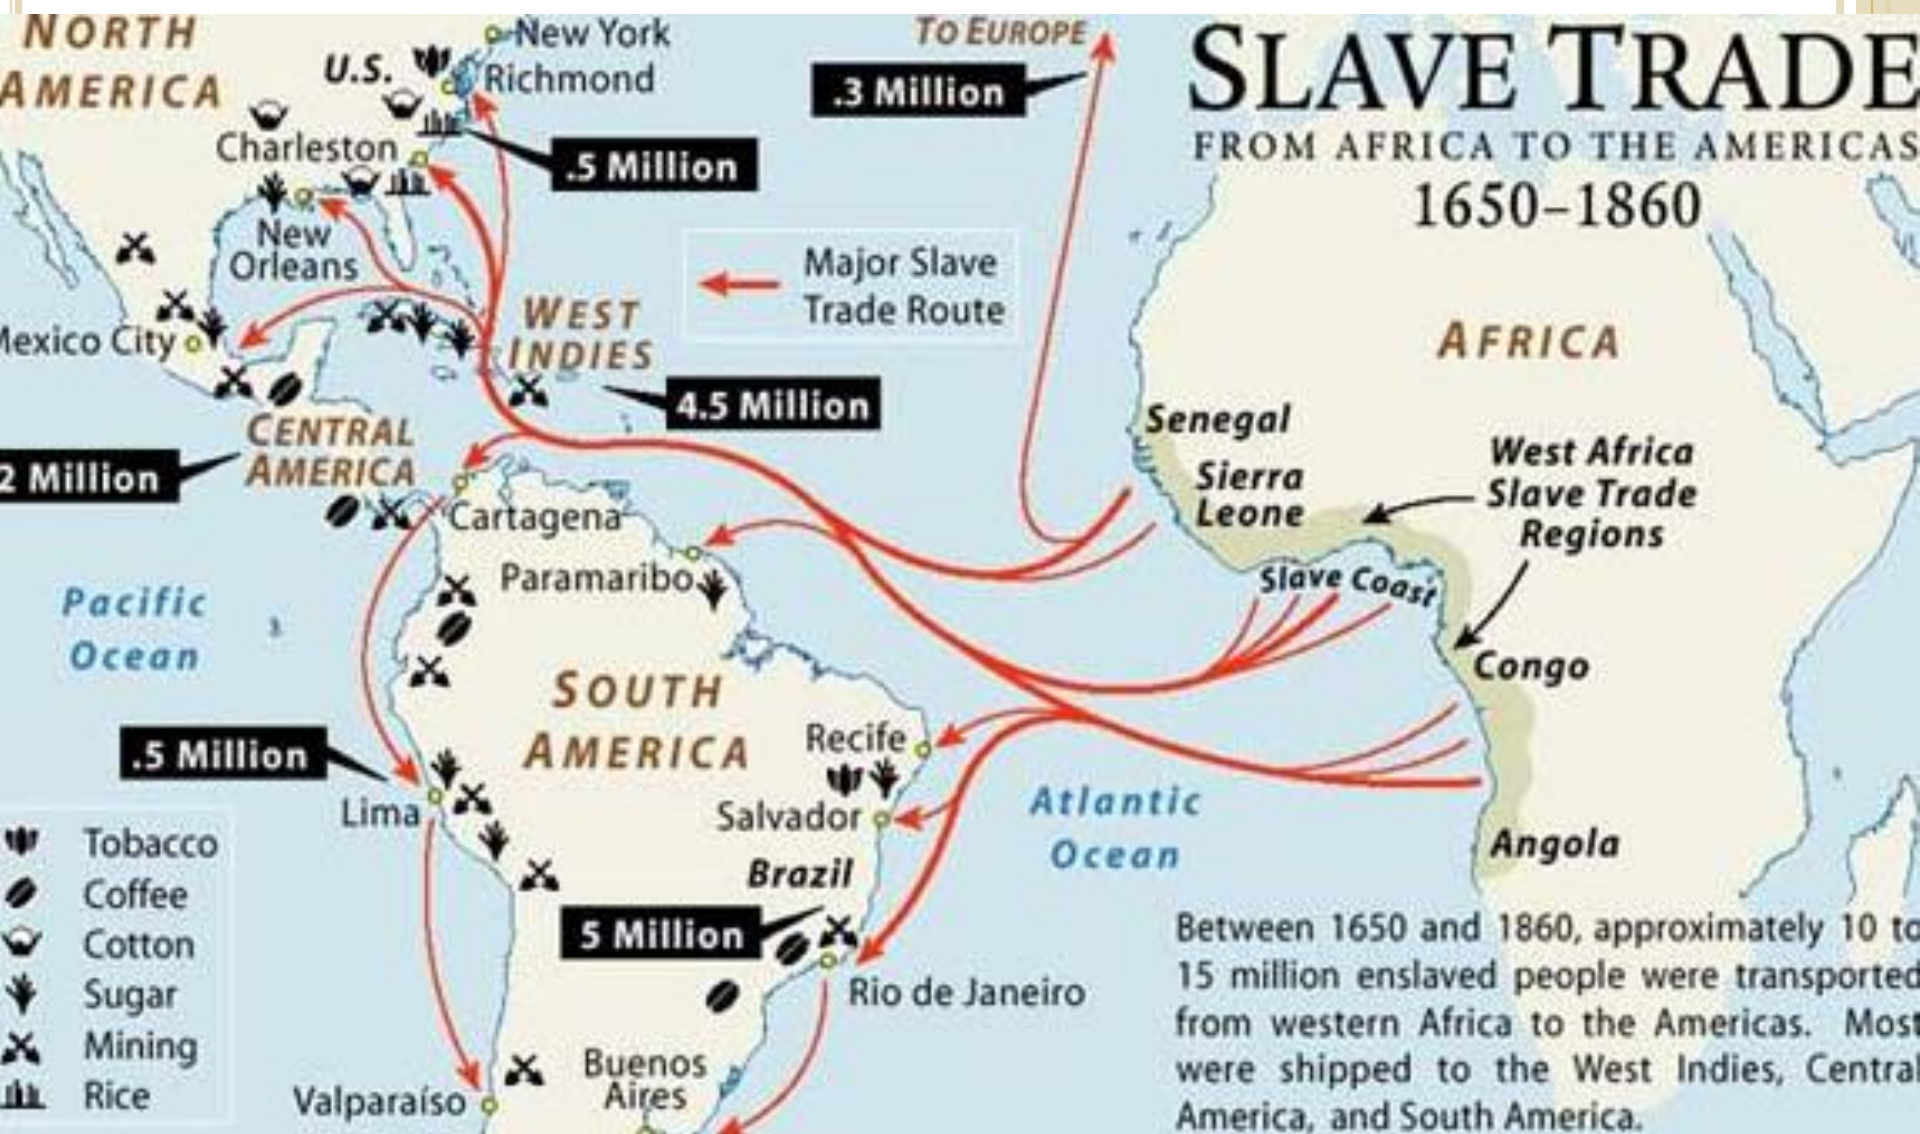 SLAVE TRADE
FROM AFRICA TO THE AMERICAS
1650–1860
NORTH
AMERICA
U.S.
New York
Richmond
.5 Million
Charleston
New
Orleans
Mexico City
WEST
INDIES
4.5 Million
CENTRAL
AMERICA
2 Million
TO EUROPE
.3 Million
Major Slave
Trade Route
AFRICA
Senegal
Sierra
Leone
West Africa
Slave Trade
Regions
Slave Coast
Congo
Angola
Cartagena
Paramaribo
Pacific
Ocean
SOUTH
AMERICA
Recife
Salvador
Brazil
5 Million
Rio de Janeiro
Atlantic
Ocean
.5 Million
Lima
Valparaíso
Buenos
Aires
Tobacco
Coffee
Cotton
Sugar
Mining
Rice
Between 1650 and 1860, approximately 10 to
15 million enslaved people were transported
from western Africa to the Americas. Most
were shipped to the West Indies, Central
America, and South America.